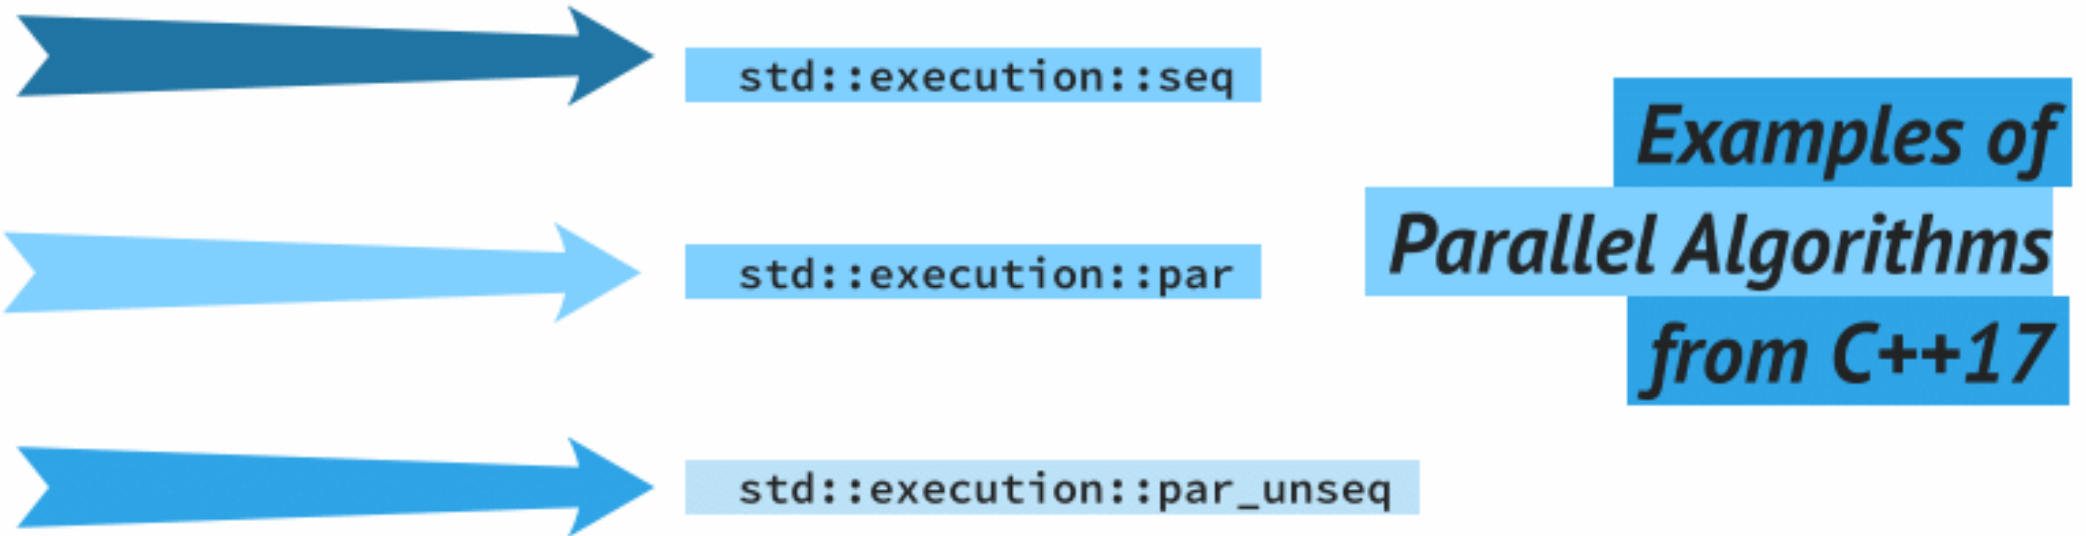 std::execution::seq
std::execution::par
std::execution::par_unseq
Examples of
Parallel Algorithms
from C++17